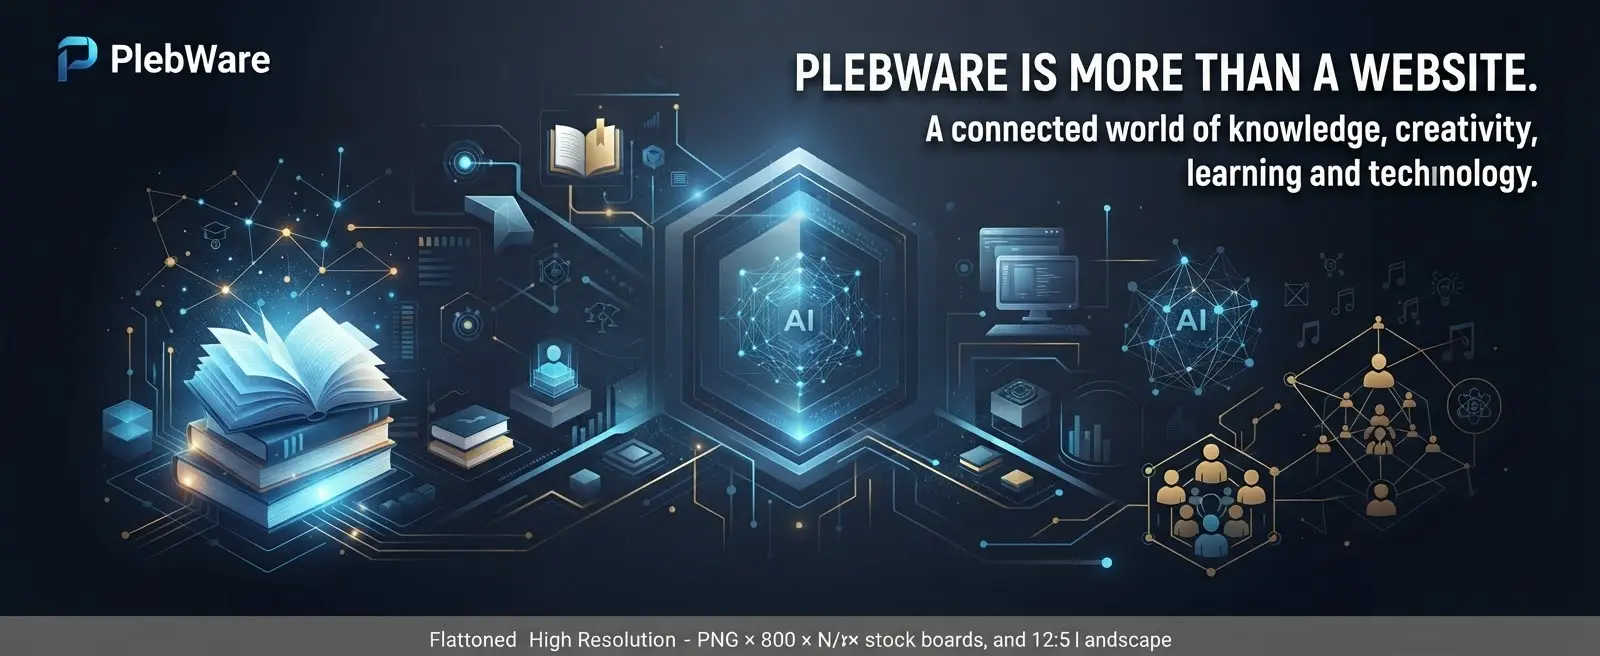 PlebWare
PLEBWARE IS MORE THAN A WEBSITE.
A connected world of knowledge, creativity,
learning and techınology.
AI
AI
Flattoned High Resolution - PNG × 800 × N/x× stock boards, and 12:5 l andscape